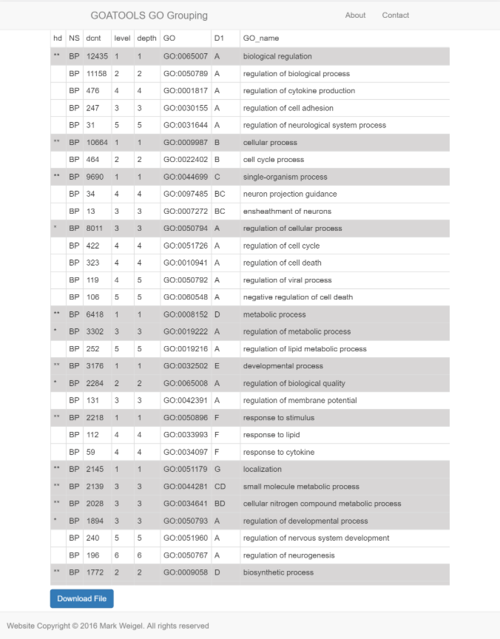 GOATOOLS GO Grouping About Contact
hd NS dcnt level depth GO D1 GO_name
** BP 12435 1 1 GO:0065007 A biological regulation
BP 11158 2 2 GO:0050789 A regulation of biological process
BP 476 4 4 GO:0001817 A regulation of cytokine production
BP 247 3 3 GO:0030155 A regulation of cell adhesion
BP 31 5 5 GO:0031644 A regulation of neurological system process
** BP 10664 1 1 GO:0009987 B cellular process
BP 464 2 2 GO:0022402 B cell cycle process
** BP 9690 1 1 GO:0044699 C single-organism process
BP 34 4 4 GO:0097485 BC neuron projection guidance
BP 13 3 3 GO:0007272 BC ensheathment of neurons
* BP 8011 3 3 GO:0050794 A regulation of cellular process
BP 422 4 4 GO:0051726 A regulation of cell cycle
BP 323 4 4 GO:0010941 A regulation of cell death
BP 119 4 5 GO:0050792 A regulation of viral process
BP 106 5 5 GO:0060548 A negative regulation of cell death
** BP 6418 1 1 GO:0008152 D metabolic process
* BP 3302 3 3 GO:0019222 A regulation of metabolic process
BP 252 5 5 GO:0019216 A regulation of lipid metabolic process
** BP 3176 1 1 GO:0032502 E developmental process
* BP 2284 2 2 GO:0065008 A regulation of biological quality
BP 131 3 3 GO:0042391 A regulation of membrane potential
** BP 2218 1 1 GO:0050896 F response to stimulus
BP 112 4 4 GO:0033993 F response to lipid
BP 59 4 4 GO:0034097 F response to cytokine
** BP 2145 1 1 GO:0051179 G localization
** BP 2139 3 3 GO:0044281 CD small molecule metabolic process
** BP 2028 3 3 GO:0034641 BD cellular nitrogen compound metabolic process
* BP 1894 3 3 GO:0050793 A regulation of developmental process
BP 240 5 5 GO:0051960 A regulation of nervous system development
BP 196 6 6 GO:0050767 A regulation of neurogenesis
** BP 1772 2 2 GO:0009058 D biosynthetic process
Download File
Website Copyright © 2016 Mark Weigel. All rights reserved